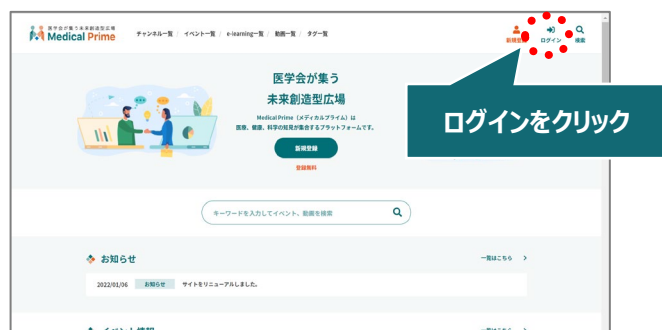 医学会が集う未来創造型広場
Medical Prime
チャンネル一覧 / イベント一覧 / e-learning一覧 / 動画一覧 / タグ一覧
新規登録
ログイン
検索
医学会が集う
未来創造型広場
Medical Prime（メディカルプライム）は
医療、健康、科学の知見が集合するプラットフォームです。
新規登録
登録無料
ログインをクリック
キーワードを入力してイベント、動画を検索
お知らせ
一覧はこちら >
2022/01/06 お知らせ サイトをリニューアルしました。
イベント情報
一覧はこちら >